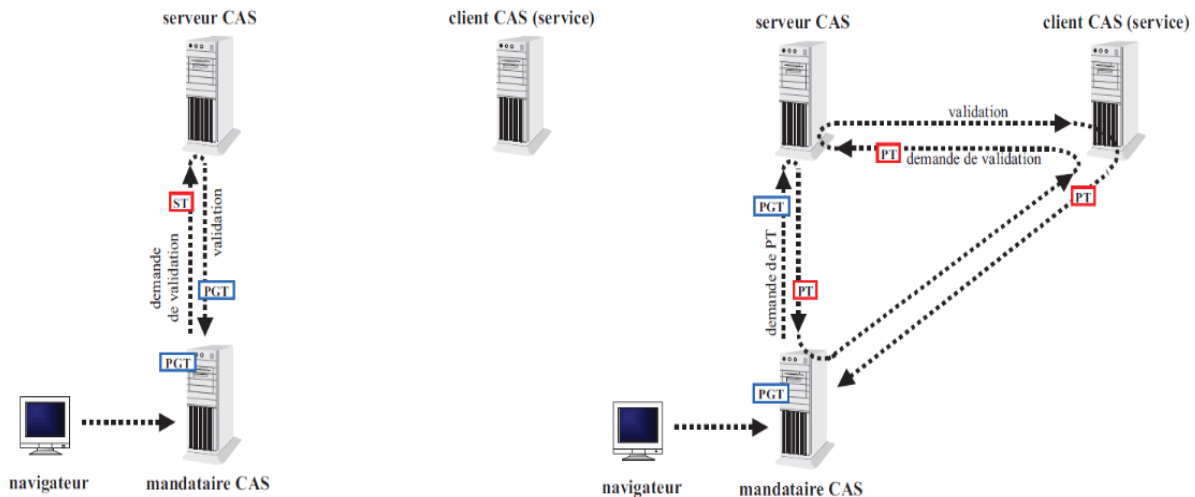 serveur CAS
client CAS (service)
ST
demande
de validation
validation
PGT
PGT
navigateur
mandataire CAS
serveur CAS
client CAS (service)
validation
PT
demande de validation
PT
PGT
demande de PT
PT
PGT
navigateur
mandataire CAS